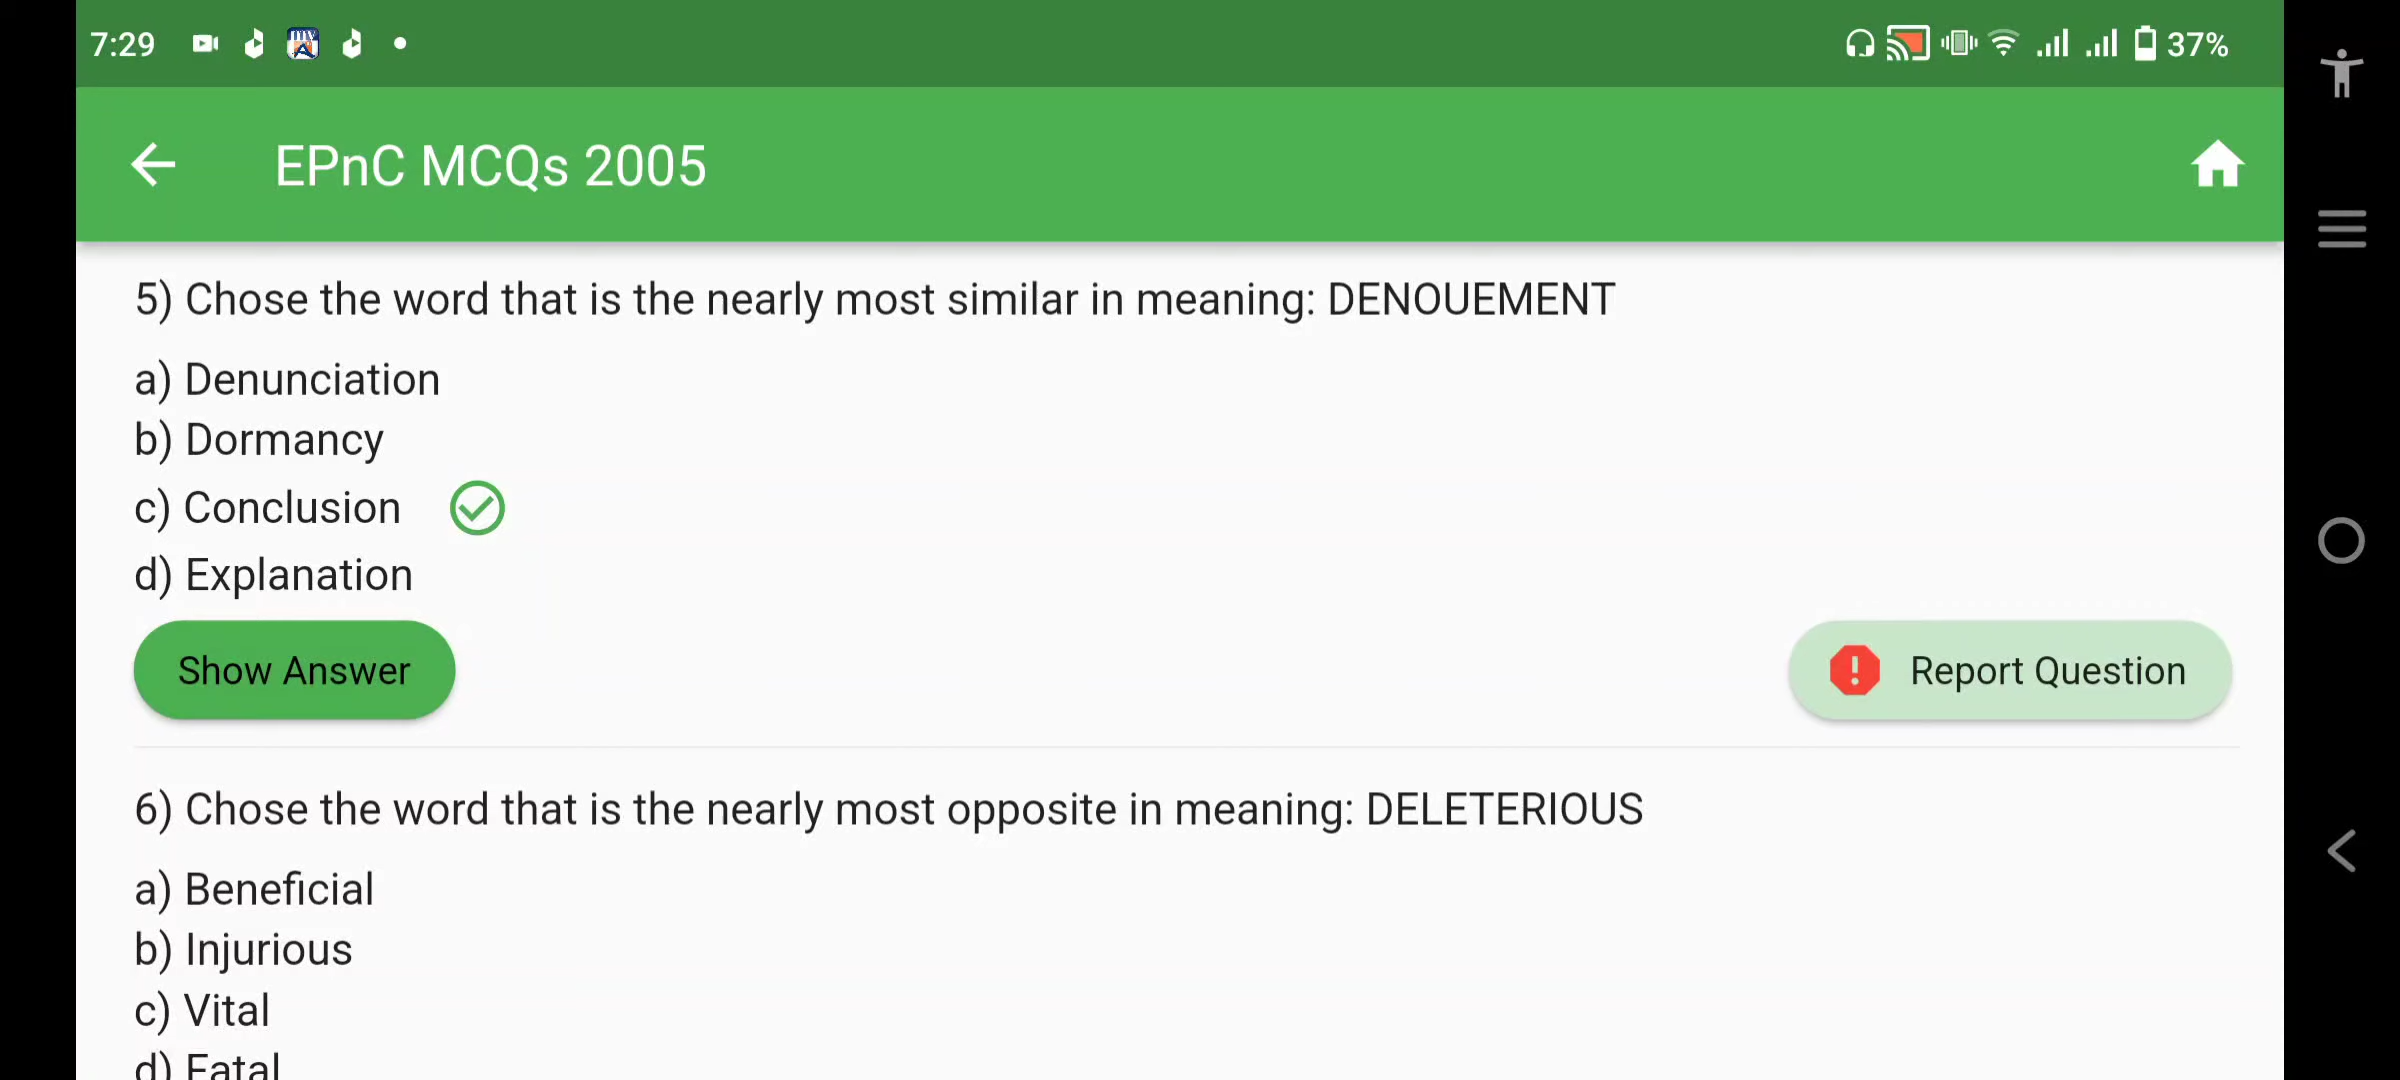 7:29
37%
EPnC MCQs 2005
5) Chose the word that is the nearly most similar in meaning: DENOUEMENT
a) Denunciation
b) Dormancy
c) Conclusion
d) Explanation
Show Answer
Report Question
6) Chose the word that is the nearly most opposite in meaning: DELETERIOUS
a) Beneficial
b) Injurious
c) Vital
d) Fatal